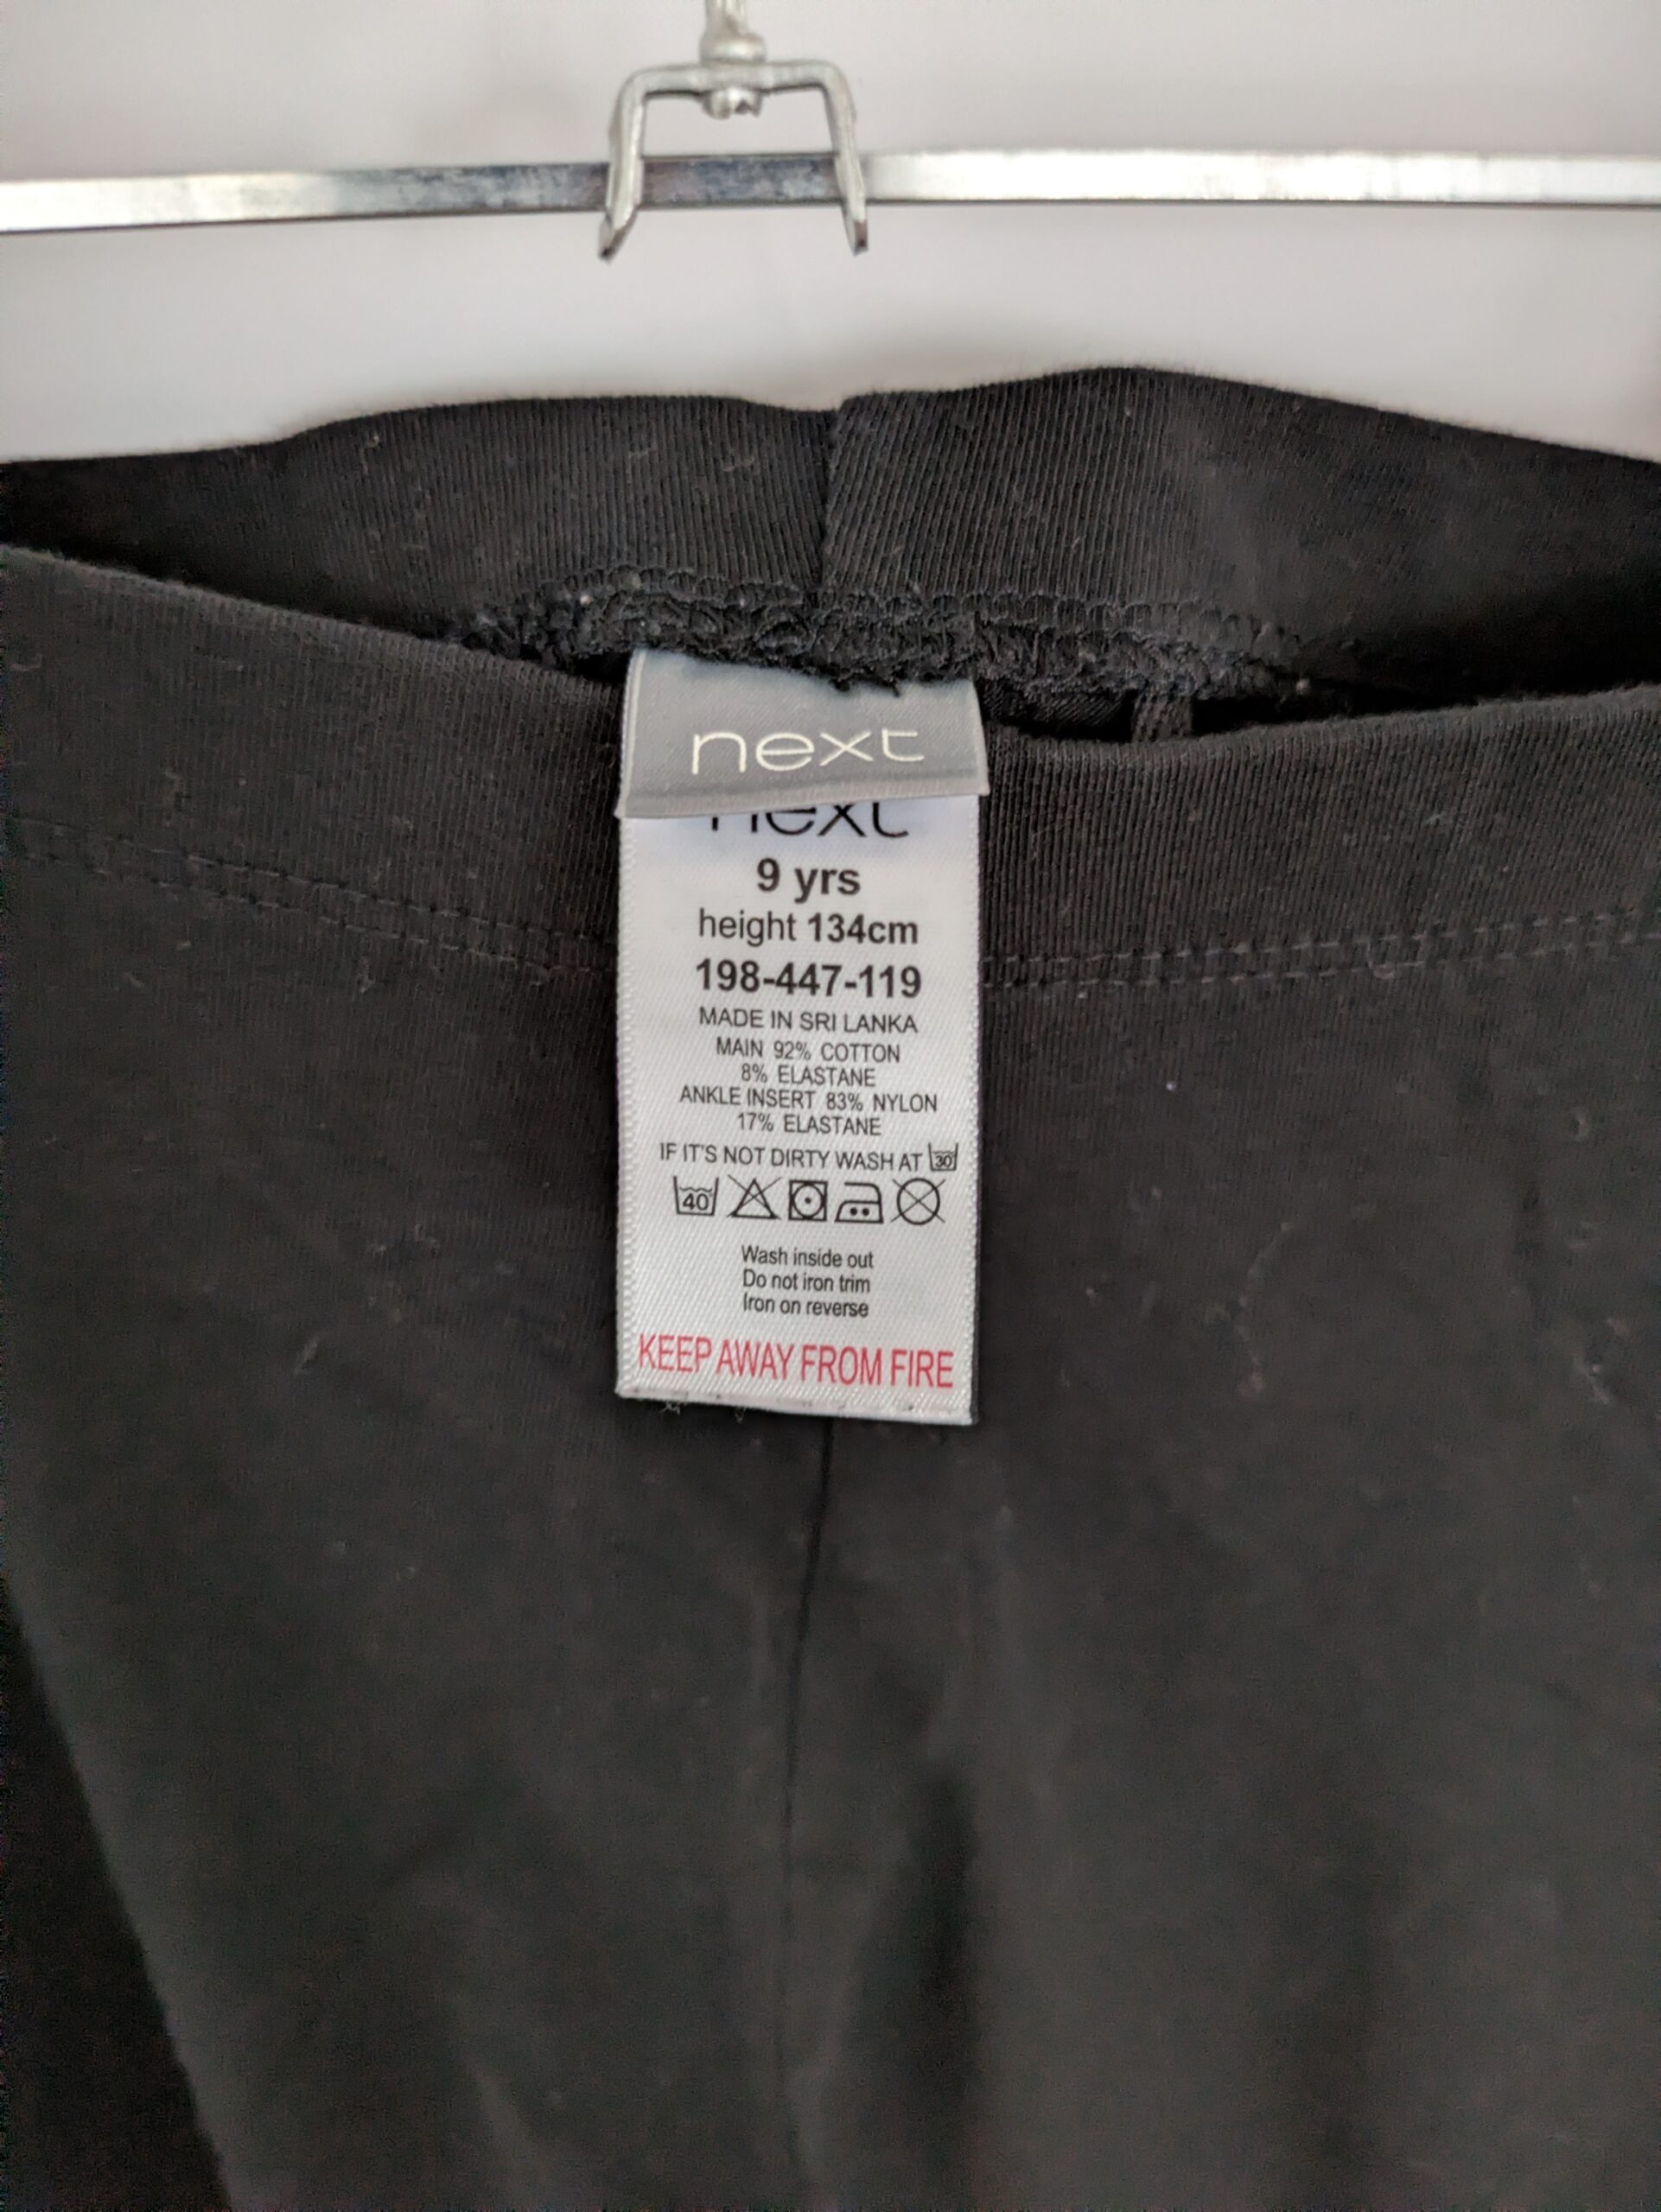 next
next
9 yrs
height 134cm
198-447-119
MADE IN SRI LANKA
MAIN 92% COTTON
8% ELASTANE
ANKLE INSERT 83% NYLON
17% ELASTANE
IF IT'S NOT DIRTY WASH AT 30
40
Wash inside out
Do not iron trim
Iron on reverse
KEEP AWAY FROM FIRE